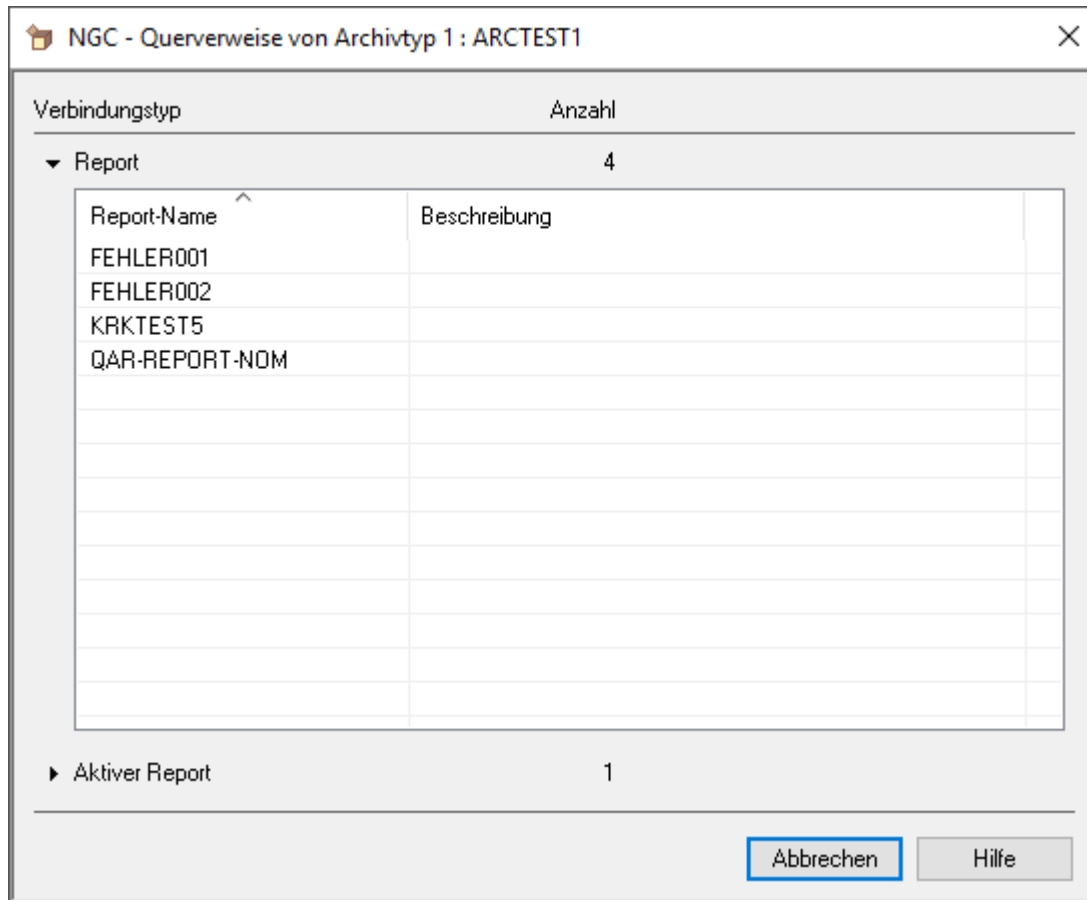 NGC - Querverweise von Archivtyp 1 : ARCTEST1
Verbindungstyp Anzahl
Report 4
Report-Name Beschreibung
FEHLER001
FEHLER002
KRKTEST5
QAR-REPORT-NOM
Aktiver Report 1
Abbrechen Hilfe